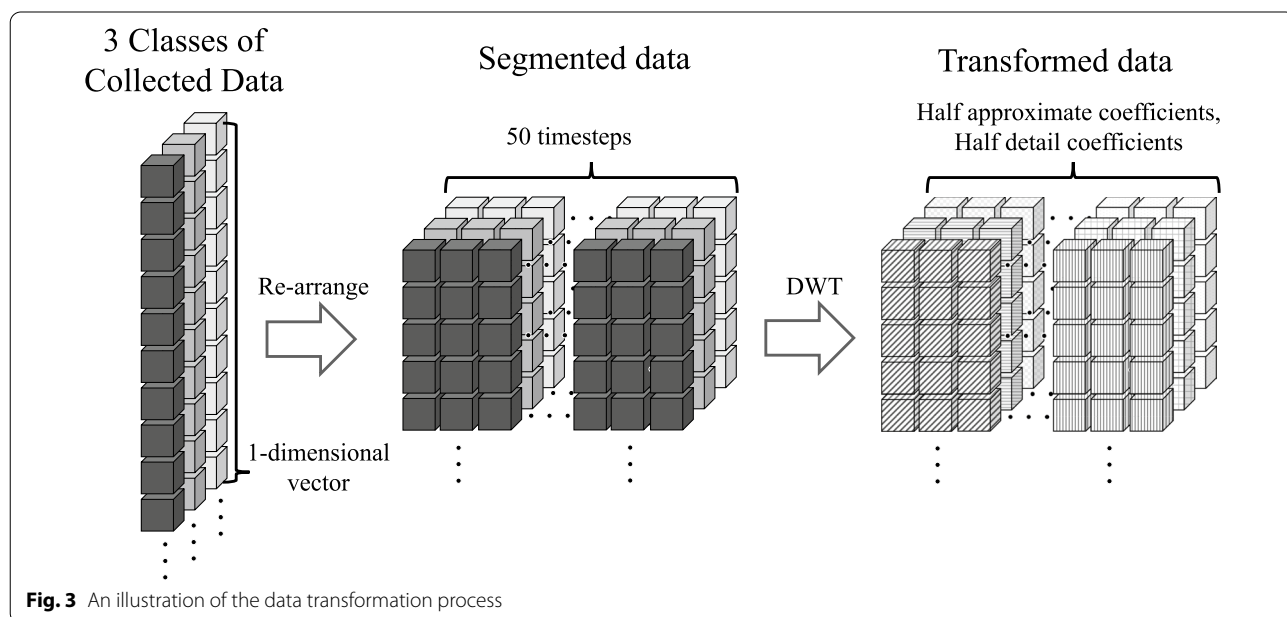 3 Classes of
Collected Data
Segmented data
Transformed data
50 timesteps
Half approximate coefficients,
Half detail coefficients
Re-arrange
DWT
1-dimensional
vector
Fig. 3 An illustration of the data transformation process